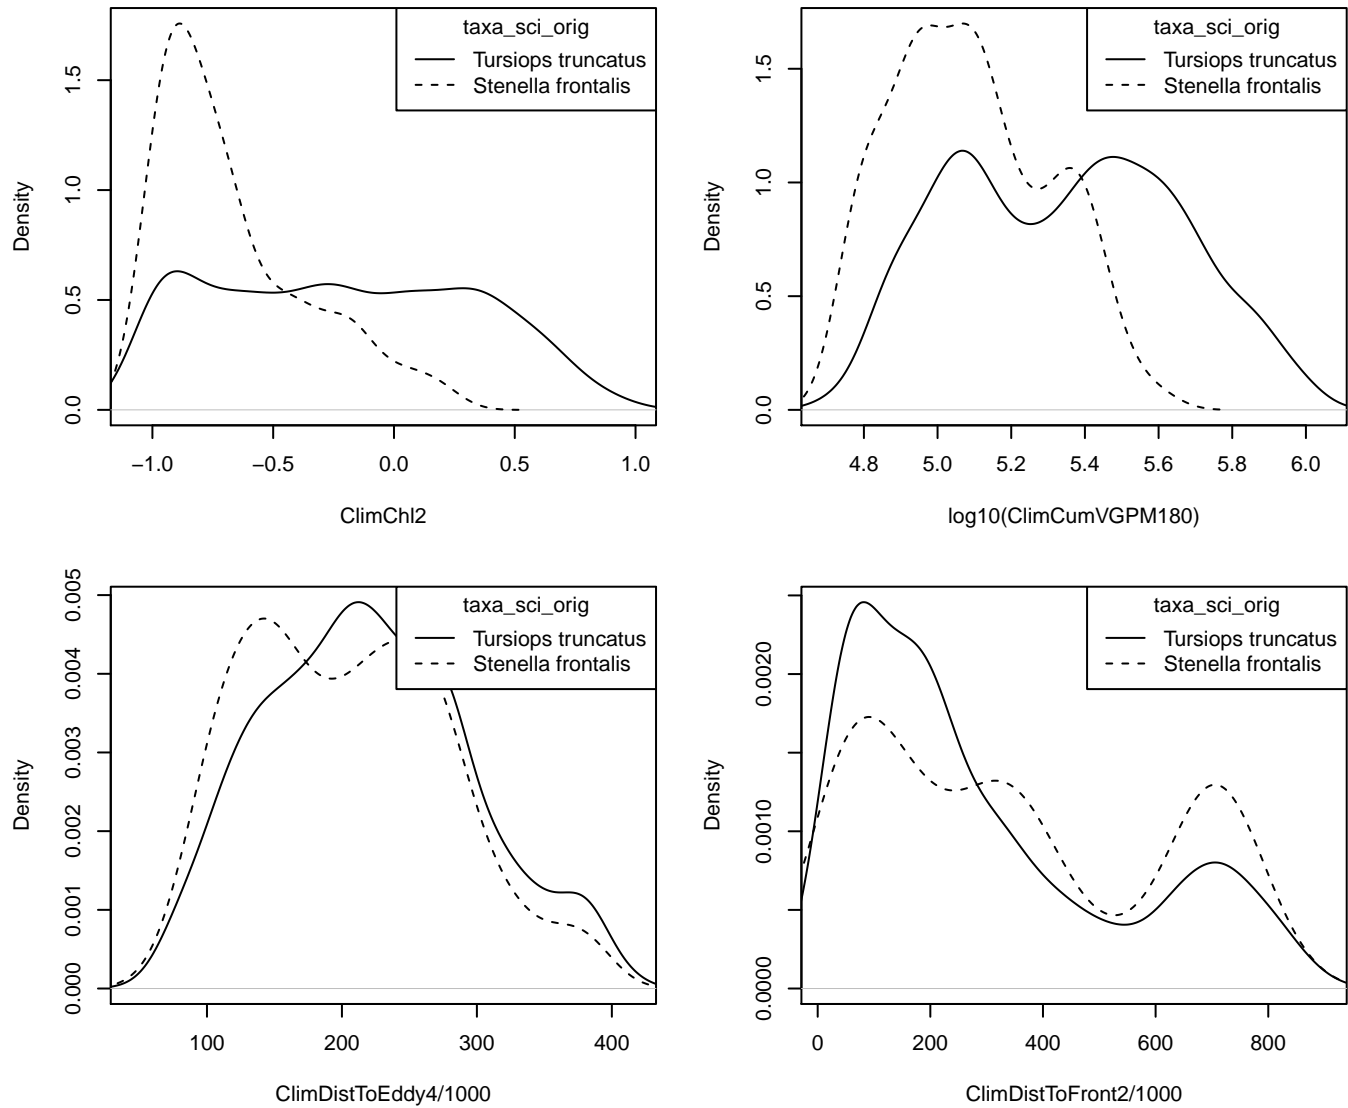 taxa_sci_orig
Tursiops truncatus
Stenella frontalis
Density
0.0 0.5 1.0 1.5
−1.0 −0.5 0.0 0.5 1.0
ClimChl2
taxa_sci_orig
Tursiops truncatus
Stenella frontalis
Density
0.0 0.5 1.0 1.5
4.8 5.0 5.2 5.4 5.6 5.8 6.0
log10(ClimCumVGPM180)
taxa_sci_orig
Tursiops truncatus
Stenella frontalis
Density
0.000 0.001 0.002 0.003 0.004 0.005
100 200 300 400
ClimDistToEddy4/1000
taxa_sci_orig
Tursiops truncatus
Stenella frontalis
Density
0.0000 0.0010 0.0020
0 200 400 600 800
ClimDistToFront2/1000